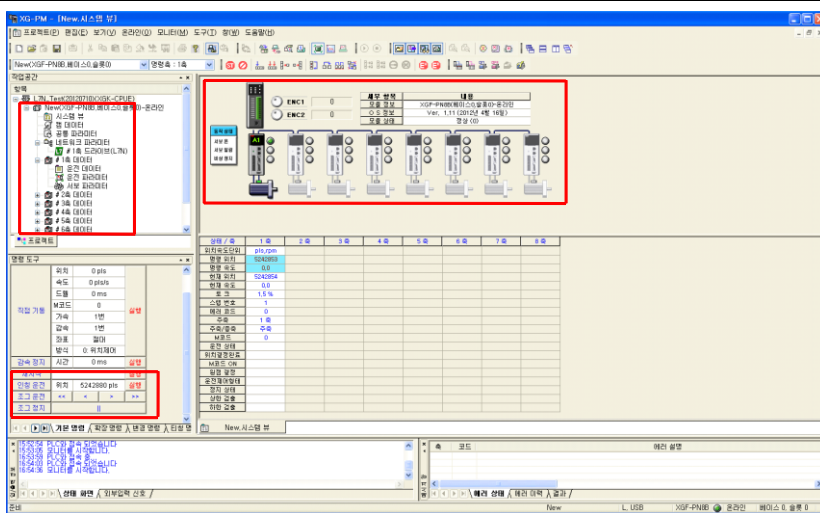 XG-PM - [New.시스템 뷰]
프로젝트(P) 편집(E) 보기(V) 온라인(O) 모니터(M) 도구(T) 창(W) 도움말(H)
New(XGF-PN8B,베이스0,슬롯0) 명령축 : 1축
작업공간
항목
L7N_Test(20120710)(XGK-CPUE)
New(XGF-PN8B,베이스0,슬롯0)-온라인
시스템 뷰
캠 데이터
공통 파라미터
네트워크 파라미터
#1축 드라이브(L7N)
#1축 데이터
운전 데이터
운전 파라미터
서보 파라미터
#2축 데이터
#3축 데이터
#4축 데이터
#5축 데이터
#6축 데이터
프로젝트
ENC1 0
ENC2 0
세부 항목 내용
모듈 정보 XGF-PN8B(베이스0,슬롯0)-온라인
O S 정보 Ver, 1,11 (2012년 4월 16일)
모듈 상태 정상 (0)
A1
명령 도구
위치 0 pls
속도 0 pls/s
드웰 0 ms
직접 기동 M코드 0 실행
가속 1번
감속 1번
좌표 절대
방식 0: 위치제어
감속 정지 시간 0 ms 실행
실행
인칭 운전 위치 5242880 pls 실행
조그 운전 << < > >>
조그 정지 ||
기본 명령 확장 명령 변경 명령 티칭 명
상태 / 축 1 축 2 축 3 축 4 축 5 축 6 축 7 축 8 축
위치속도단위 pls,rpm
명령 위치 5242853
명령 속도 0,0
현재 위치 5242854
현재 속도 0,0
토 크 1,5 %
스텝 번호 1
에러 코드 0
주축 1 축
주축/종축 주축
M코드 0
운전 상태
위치결정완료
M코드 ON
원점 결정
운전제어형태
정지 상태
상한 검출
하한 검출
New.시스템 뷰
15:52:54 PLC와 접속 되었습니다
15:53:05 모니터를 시작합니다.
16:54:03 PLC와 접속 되었습니다
16:54:36 모니터를 시작합니다.
상태 화면 외부입력 신호
축 코드 에러 설명
에러 상태 에러 이력 결과
준비 New L, USB XGF-PN8B 온라인 베이스 0, 슬롯 0